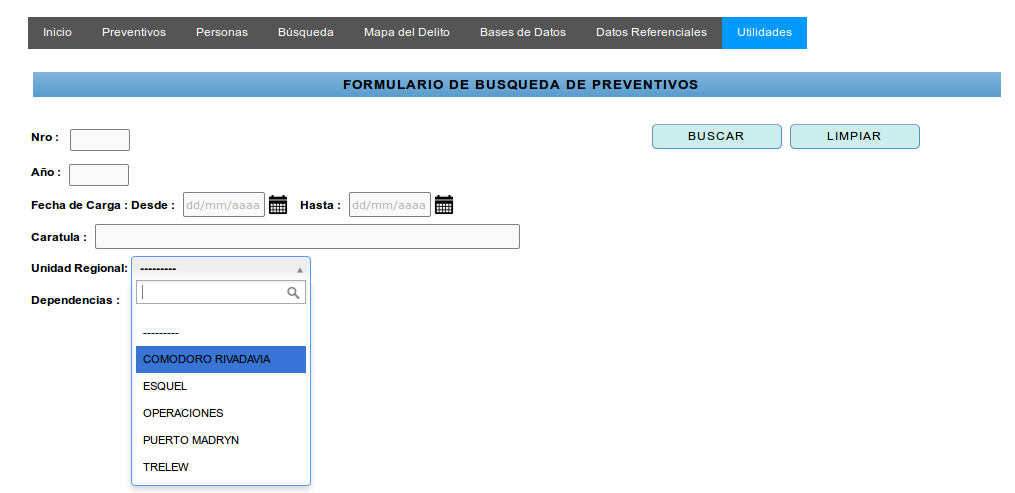 Inicio Preventivos Personas Búsqueda Mapa del Delito Bases de Datos Datos Referenciales Utilidades
FORMULARIO DE BUSQUEDA DE PREVENTIVOS
Nro : BUSCAR LIMPIAR
Año :
Fecha de Carga : Desde : dd/mm/aaaa Hasta : dd/mm/aaaa
Caratula :
Unidad Regional: ---------
Dependencias :
---------
COMODORO RIVADAVIA
ESQUEL
OPERACIONES
PUERTO MADRYN
TRELEW